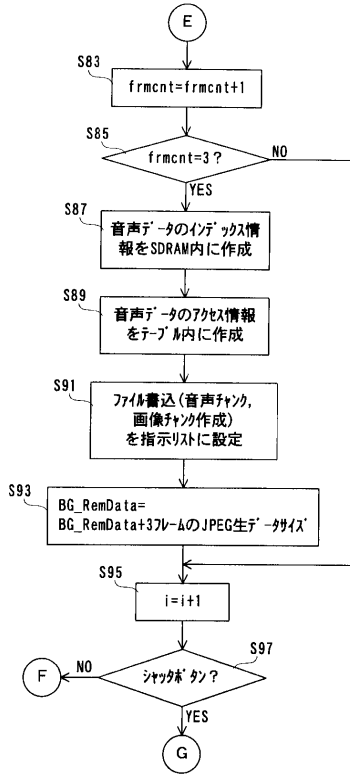 E
S83
frmcnt=frmcnt+1
S85
frmcnt=3?
NO
YES
S87
音声ﾃﾞｰﾀのｲﾝﾃﾞｯｸｽ情
報をSDRAM内に作成
S89
音声ﾃﾞｰﾀのｱｸｾｽ情報
をﾃｰﾌﾞﾙ内に作成
S91
ﾌｧｲﾙ書込(音声ﾁｬﾝｸ,
画像ﾁｬﾝｸ作成)
を指示ﾘｽﾄに設定
S93
BG_RemData=
BG_RemData+3ﾌﾚｰﾑのJPEG生ﾃﾞｰﾀｻｲｽﾞ
S95
i=i+1
S97
ｼｬｯﾀﾎﾞﾀﾝ?
NO
F
YES
G